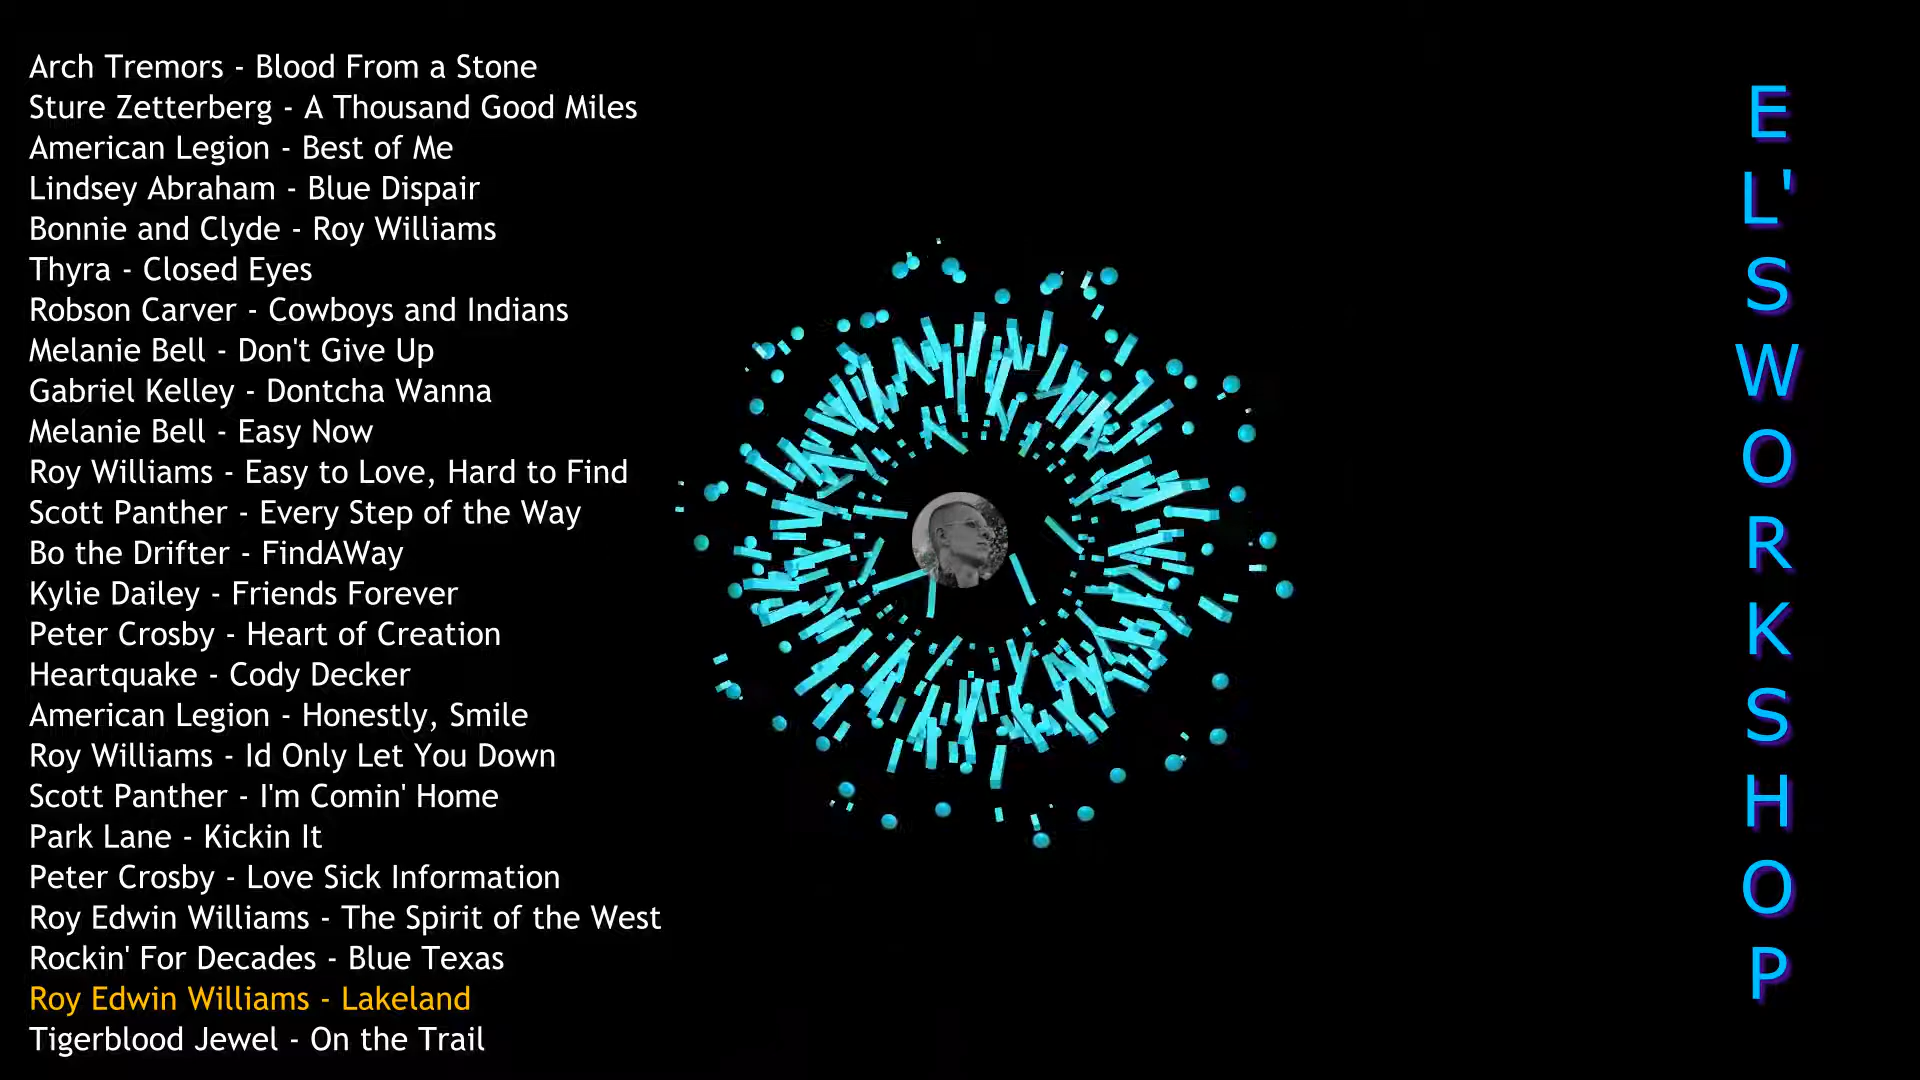 Arch Tremors - Blood From a Stone
Sture Zetterberg - A Thousand Good Miles
American Legion - Best of Me
Lindsey Abraham - Blue Dispair
Bonnie and Clyde - Roy Williams
Thyra - Closed Eyes
Robson Carver - Cowboys and Indians
Melanie Bell - Don't Give Up
Gabriel Kelley - Dontcha Wanna
Melanie Bell - Easy Now
Roy Williams - Easy to Love, Hard to Find
Scott Panther - Every Step of the Way
Bo the Drifter - FindAWay
Kylie Dailey - Friends Forever
Peter Crosby - Heart of Creation
Heartquake - Cody Decker
American Legion - Honestly, Smile
Roy Williams - Id Only Let You Down
Scott Panther - I'm Comin' Home
Park Lane - Kickin It
Peter Crosby - Love Sick Information
Roy Edwin Williams - The Spirit of the West
Rockin' For Decades - Blue Texas
Roy Edwin Williams - Lakeland
Tigerblood Jewel - On the Trail
EL'S WORKSHOP